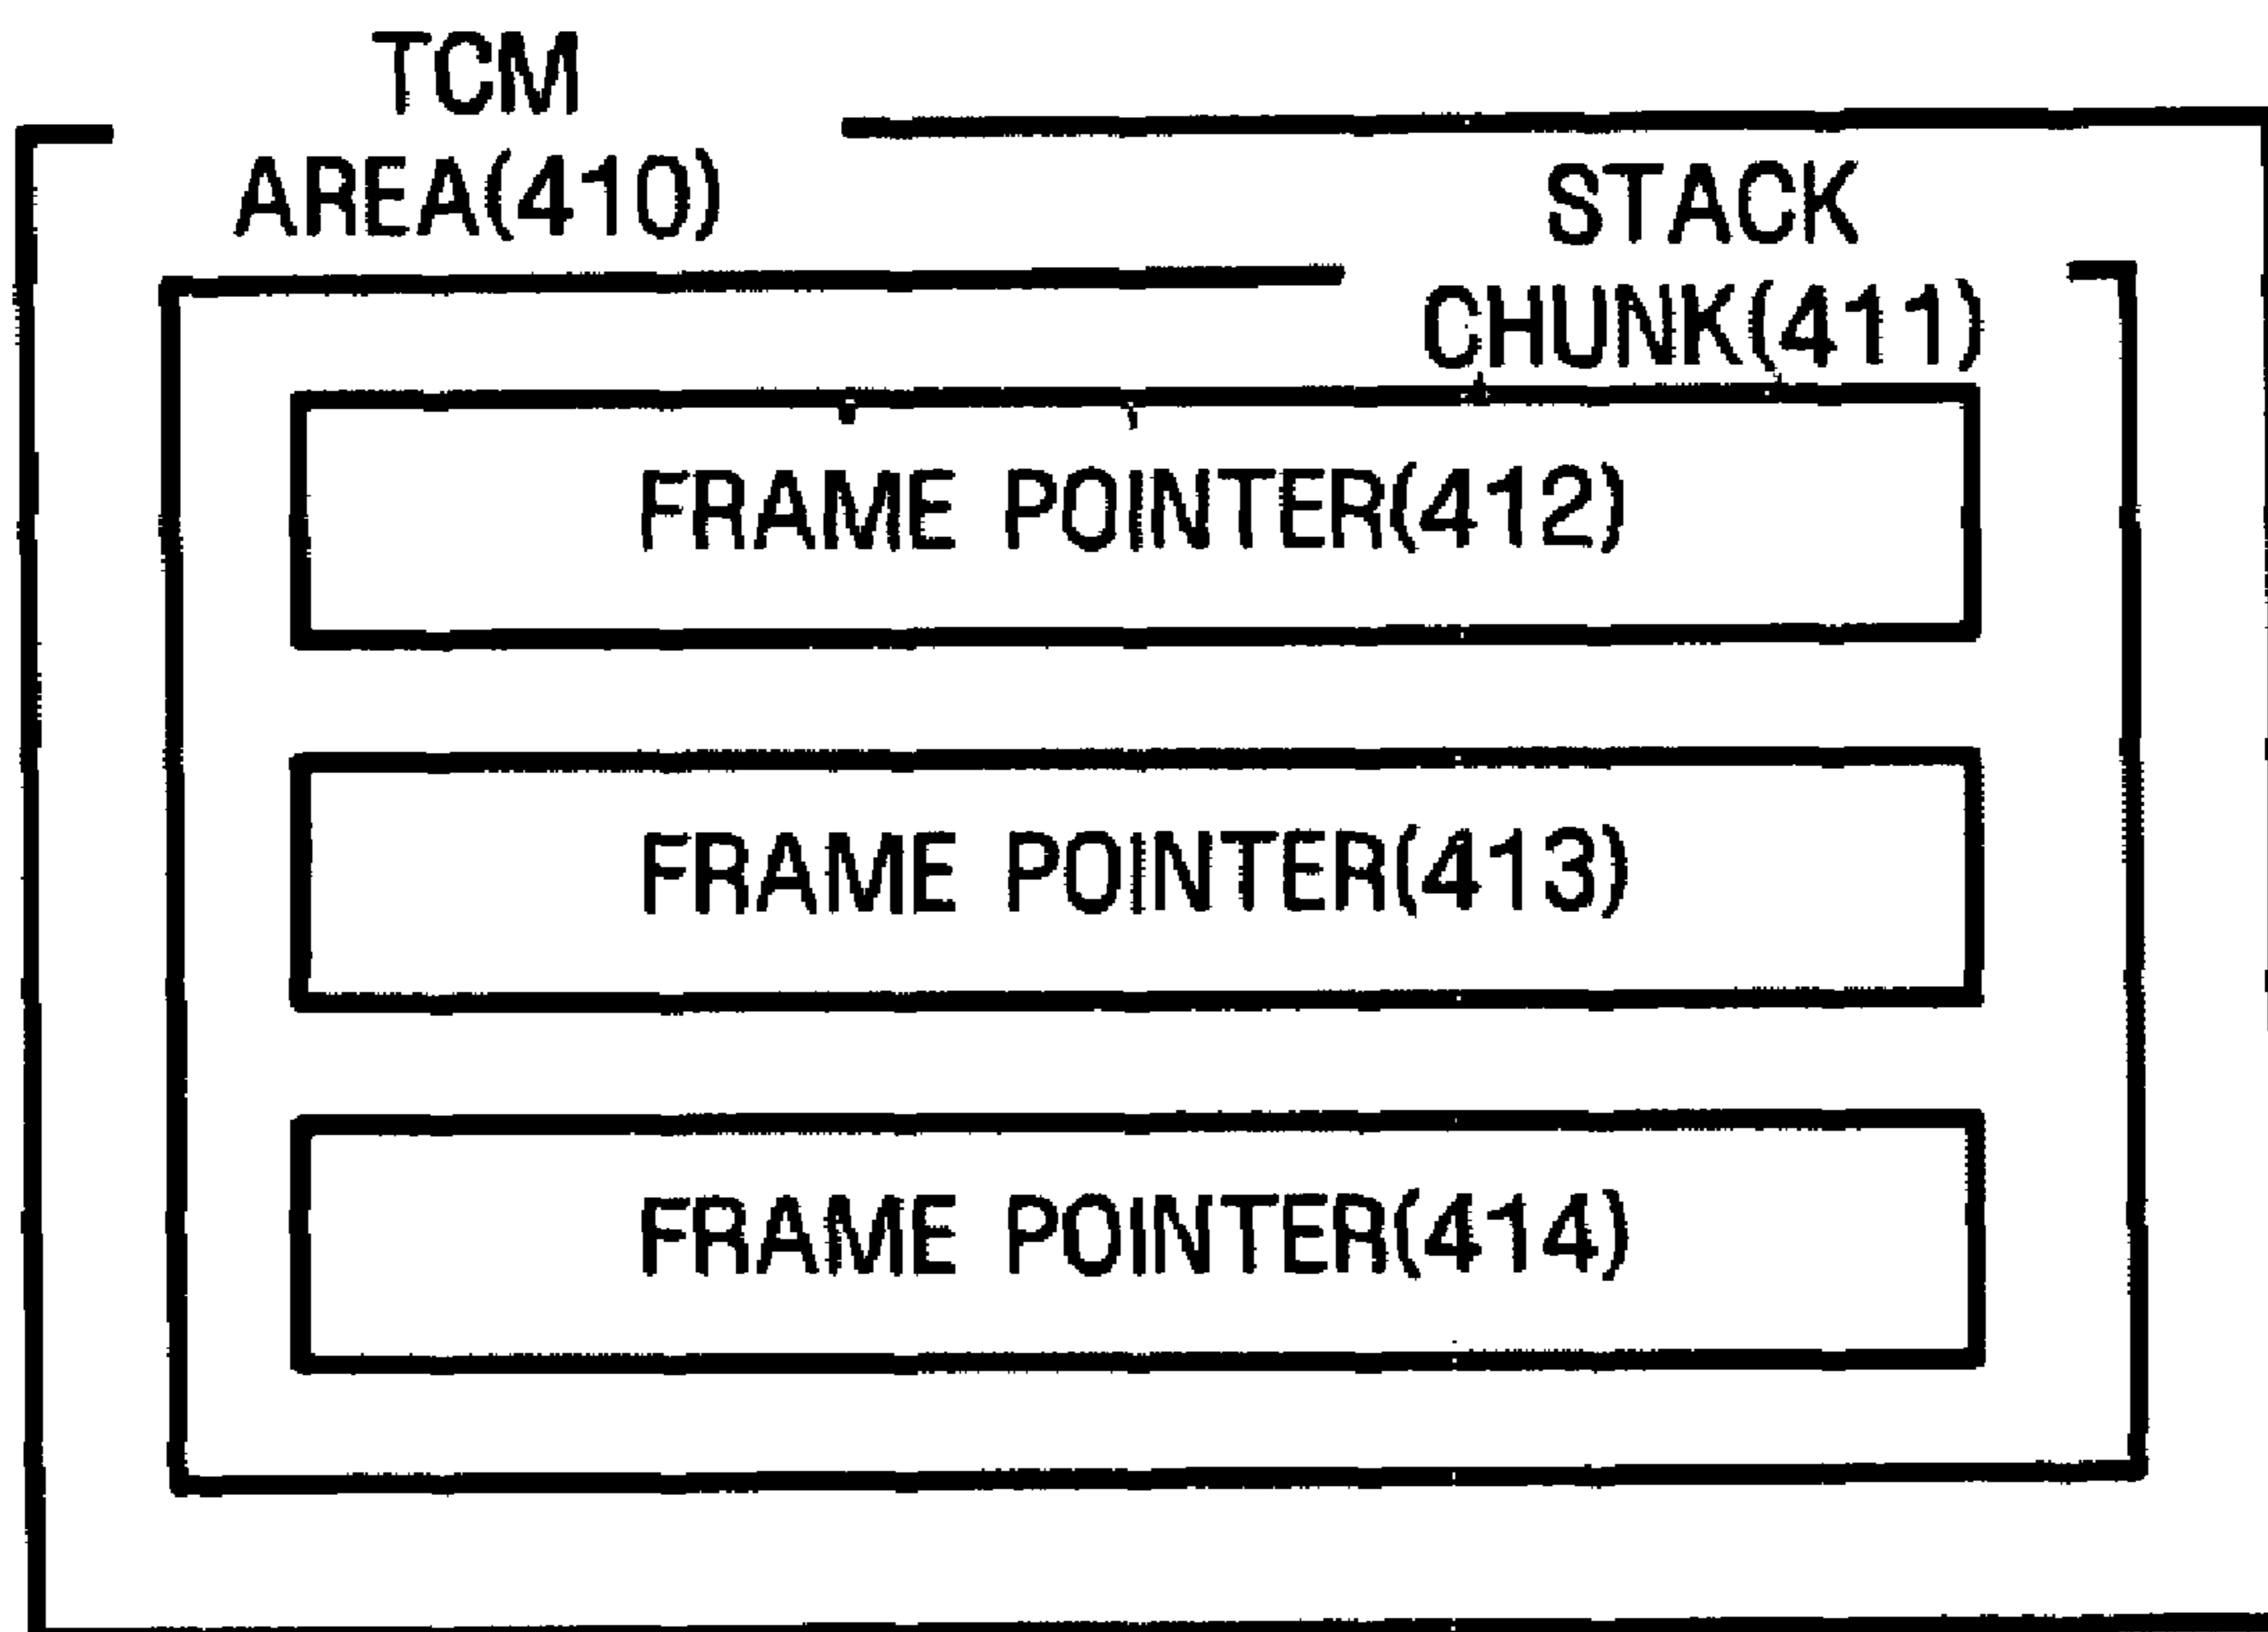 TCM
AREA(410)
STACK
CHUNK(411)
FRAME POINTER(412)
FRAME POINTER(413)
FRAME POINTER(414)